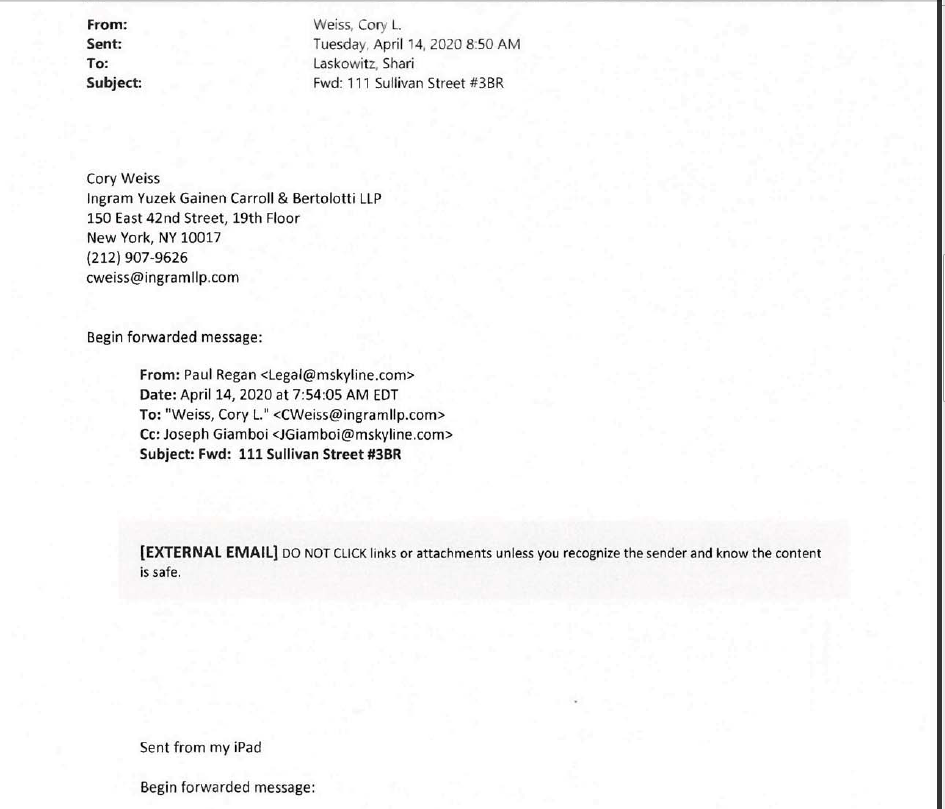 From: Weiss, Cory L.
Sent: Tuesday, April 14, 2020 8:50 AM
To: Laskowitz, Shari
Subject: Fwd: 111 Sullivan Street #3BR
Cory Weiss
Ingram Yuzek Gainen Carroll & Bertolotti LLP
150 East 42nd Street, 19th Floor
New York, NY 10017
(212) 907-9626
cweiss@ingramllp.com
Begin forwarded message:
From: Paul Regan <Legal@mskyline.com>
Date: April 14, 2020 at 7:54:05 AM EDT
To: "Weiss, Cory L." <CWeiss@ingramllp.com>
Cc: Joseph Giamboi <JGiamboi@mskyline.com>
Subject: Fwd: 111 Sullivan Street #3BR
[EXTERNAL EMAIL] DO NOT CLICK links or attachments unless you recognize the sender and know the content
is safe.
Sent from my iPad
Begin forwarded message: